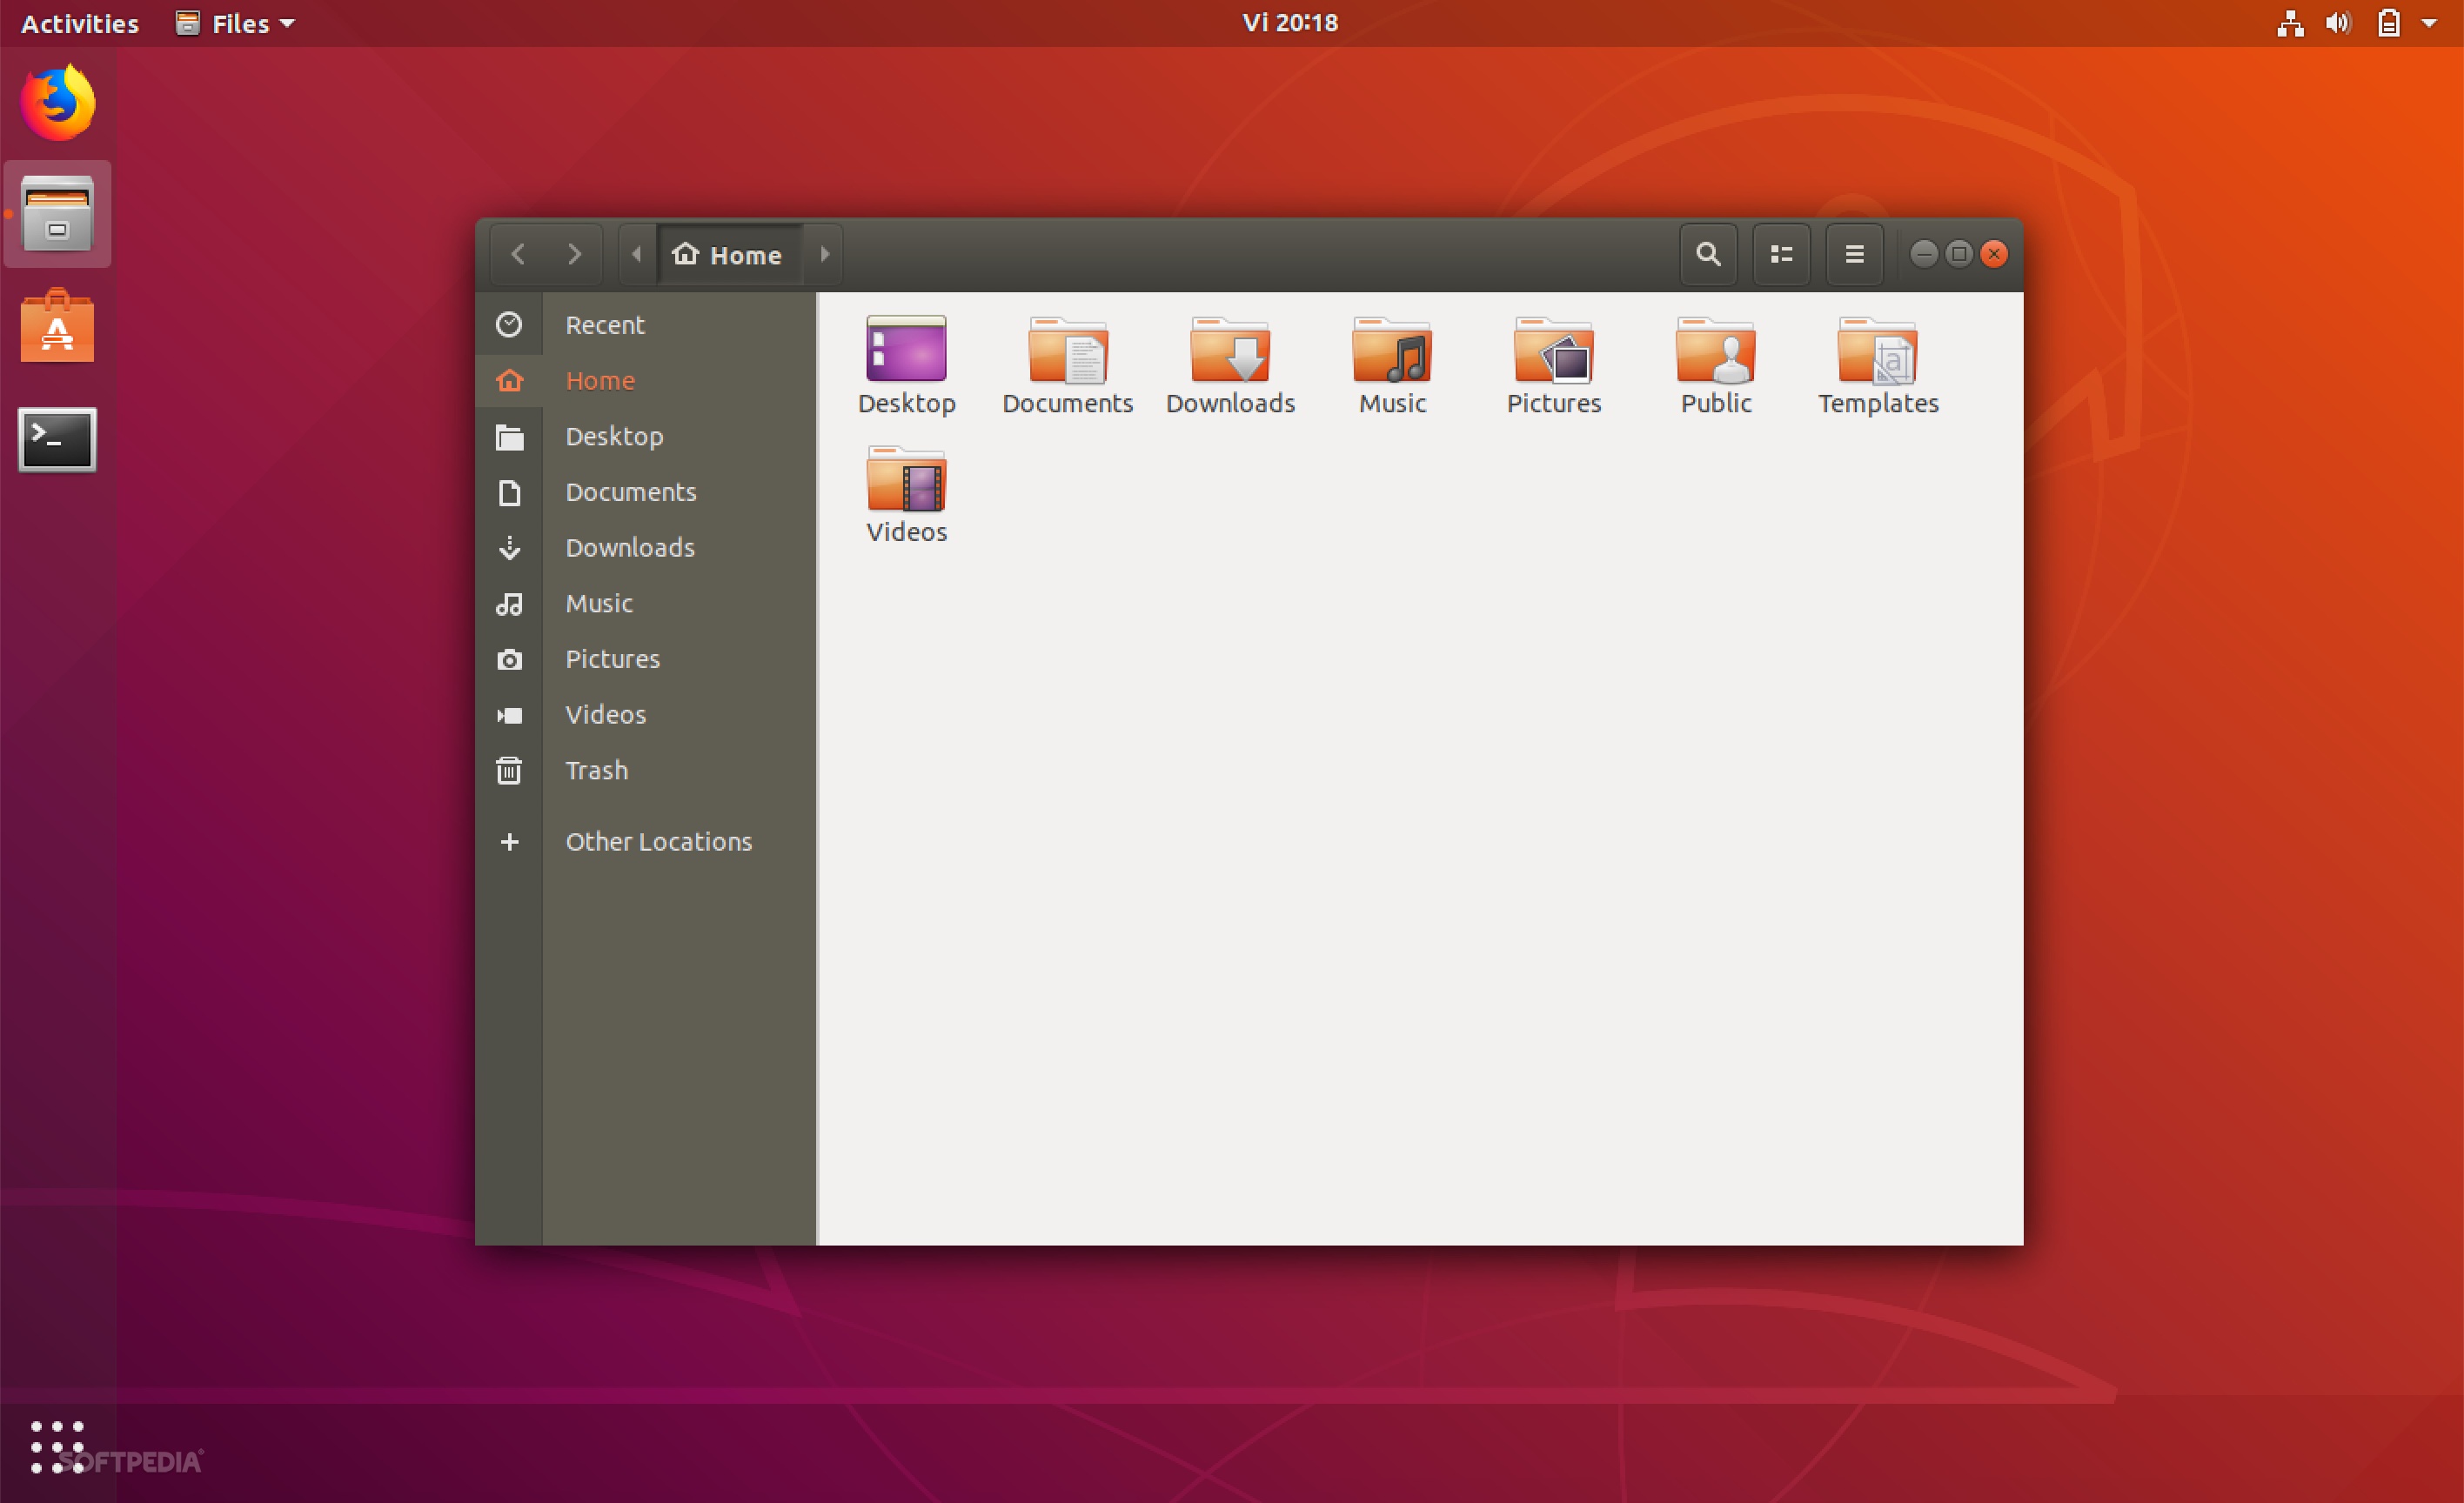 Activities Files Vi 20:18
Home
Recent
Home
Desktop
Documents
Downloads
Music
Pictures
Videos
Trash
Other Locations
Desktop Documents Downloads Music Pictures Public Templates
Videos
SOFTPEDIA®